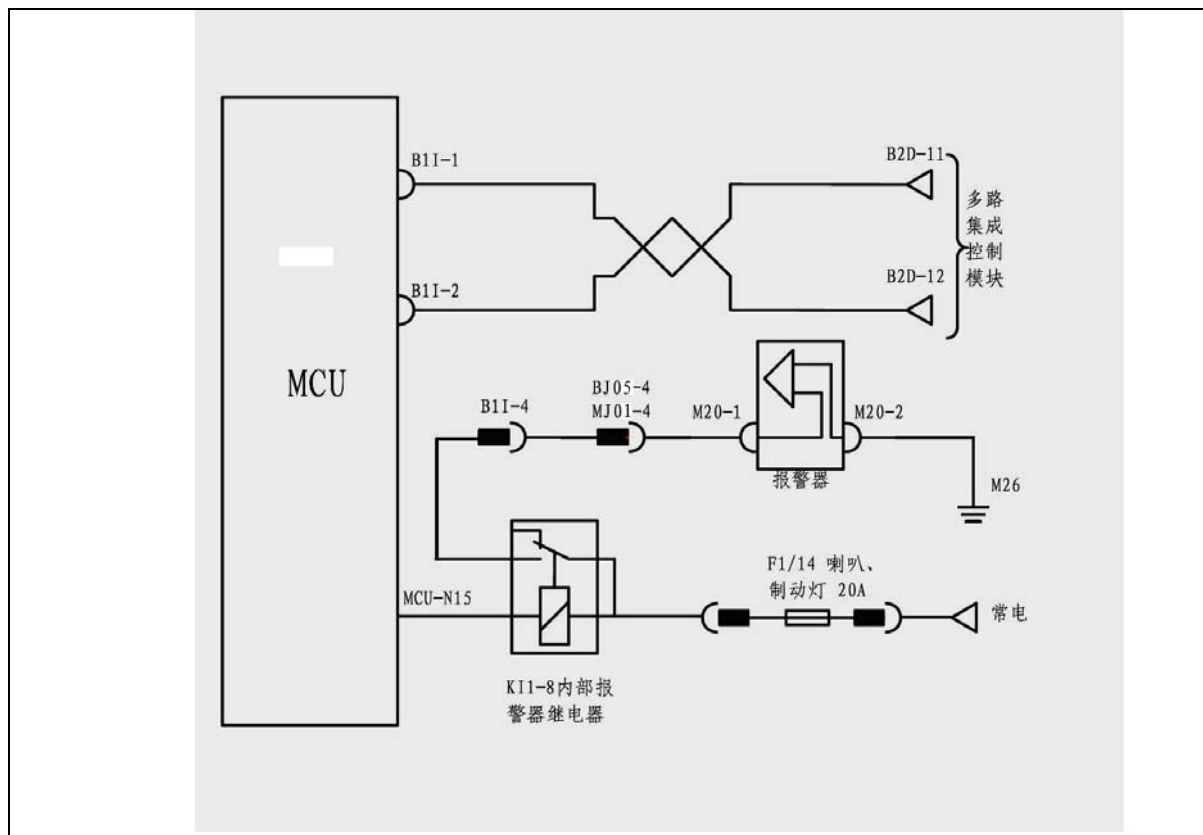 B1I-1
B2D-11
多路
集成
控制
模块
B1I-2
B2D-12
MCU
B1I-4
BJ05-4
MJ01-4
M20-1
M20-2
报警器
M26
MCU-N15
F1/14 喇叭、
制动灯 20A
常电
KI1-8内部报
警器继电器